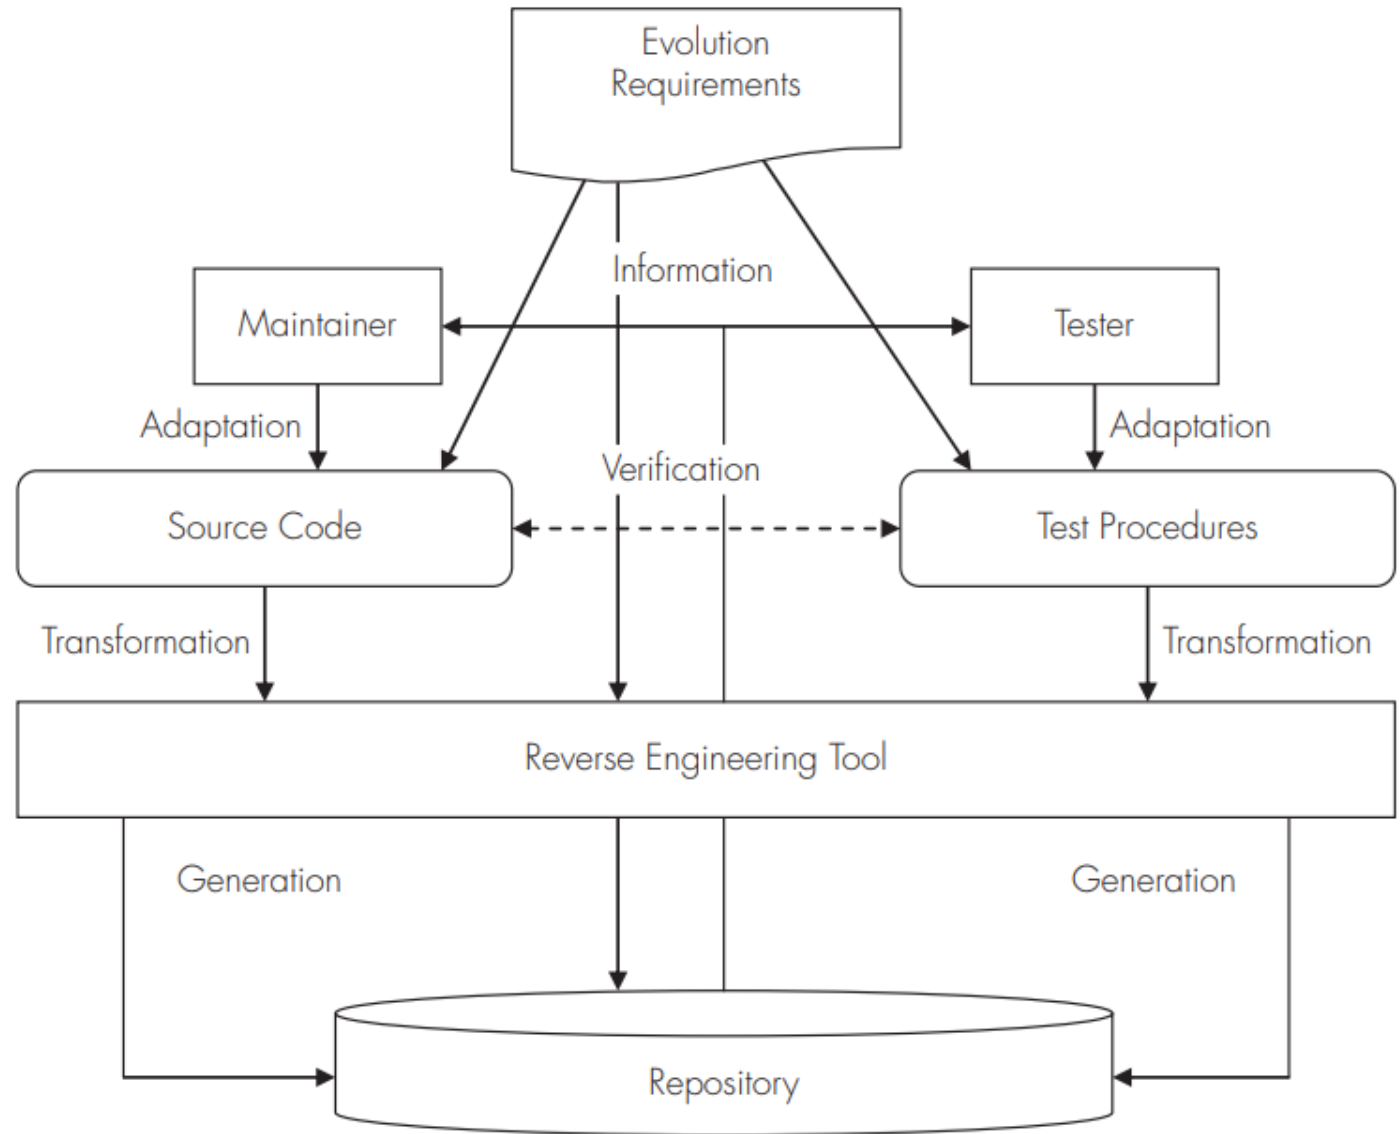 Evolution
Requirements
Information
Maintainer
Tester
Adaptation
Adaptation
Verification
Source Code
Test Procedures
Transformation
Transformation
Reverse Engineering Tool
Generation
Generation
Repository